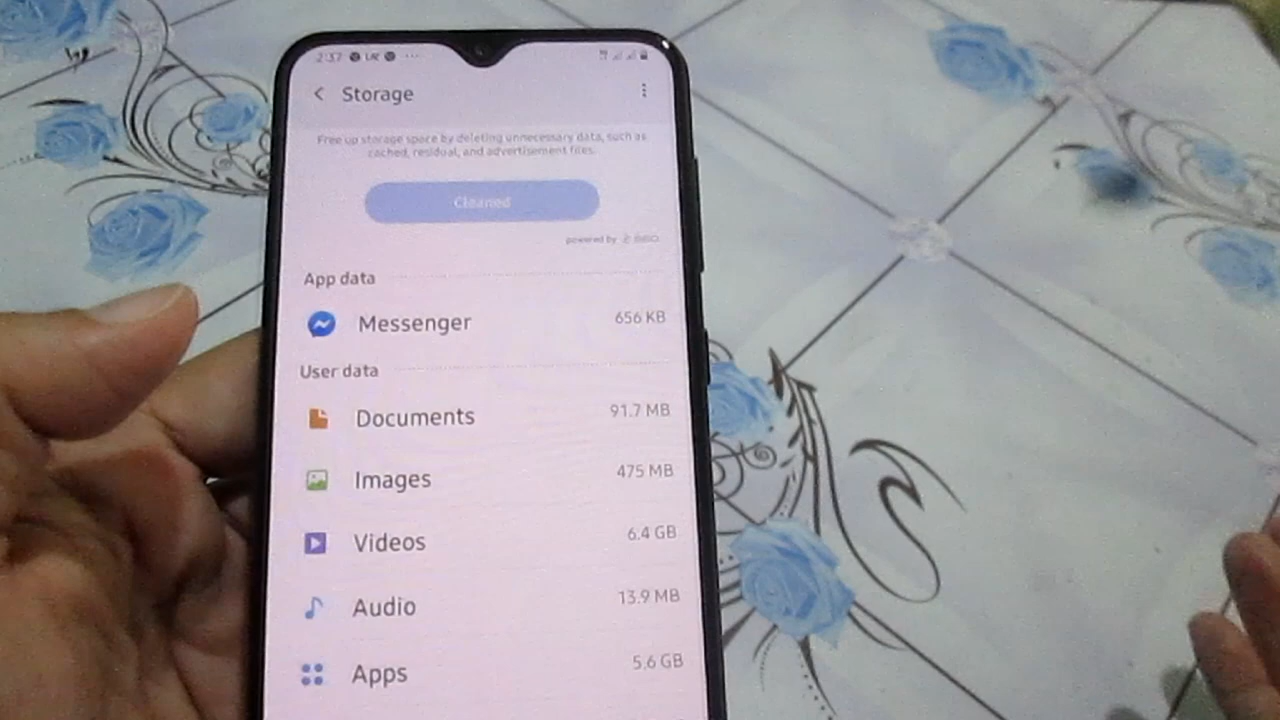 2:37
Storage
Free up storage space by deleting unnecessary data, such as
cached, residual, and advertisement files.
Cleaned
powered by
App data
Messenger 656 KB
User data
Documents 91.7 MB
Images 475 MB
Videos 6.4 GB
Audio 13.9 MB
Apps 5.6 GB